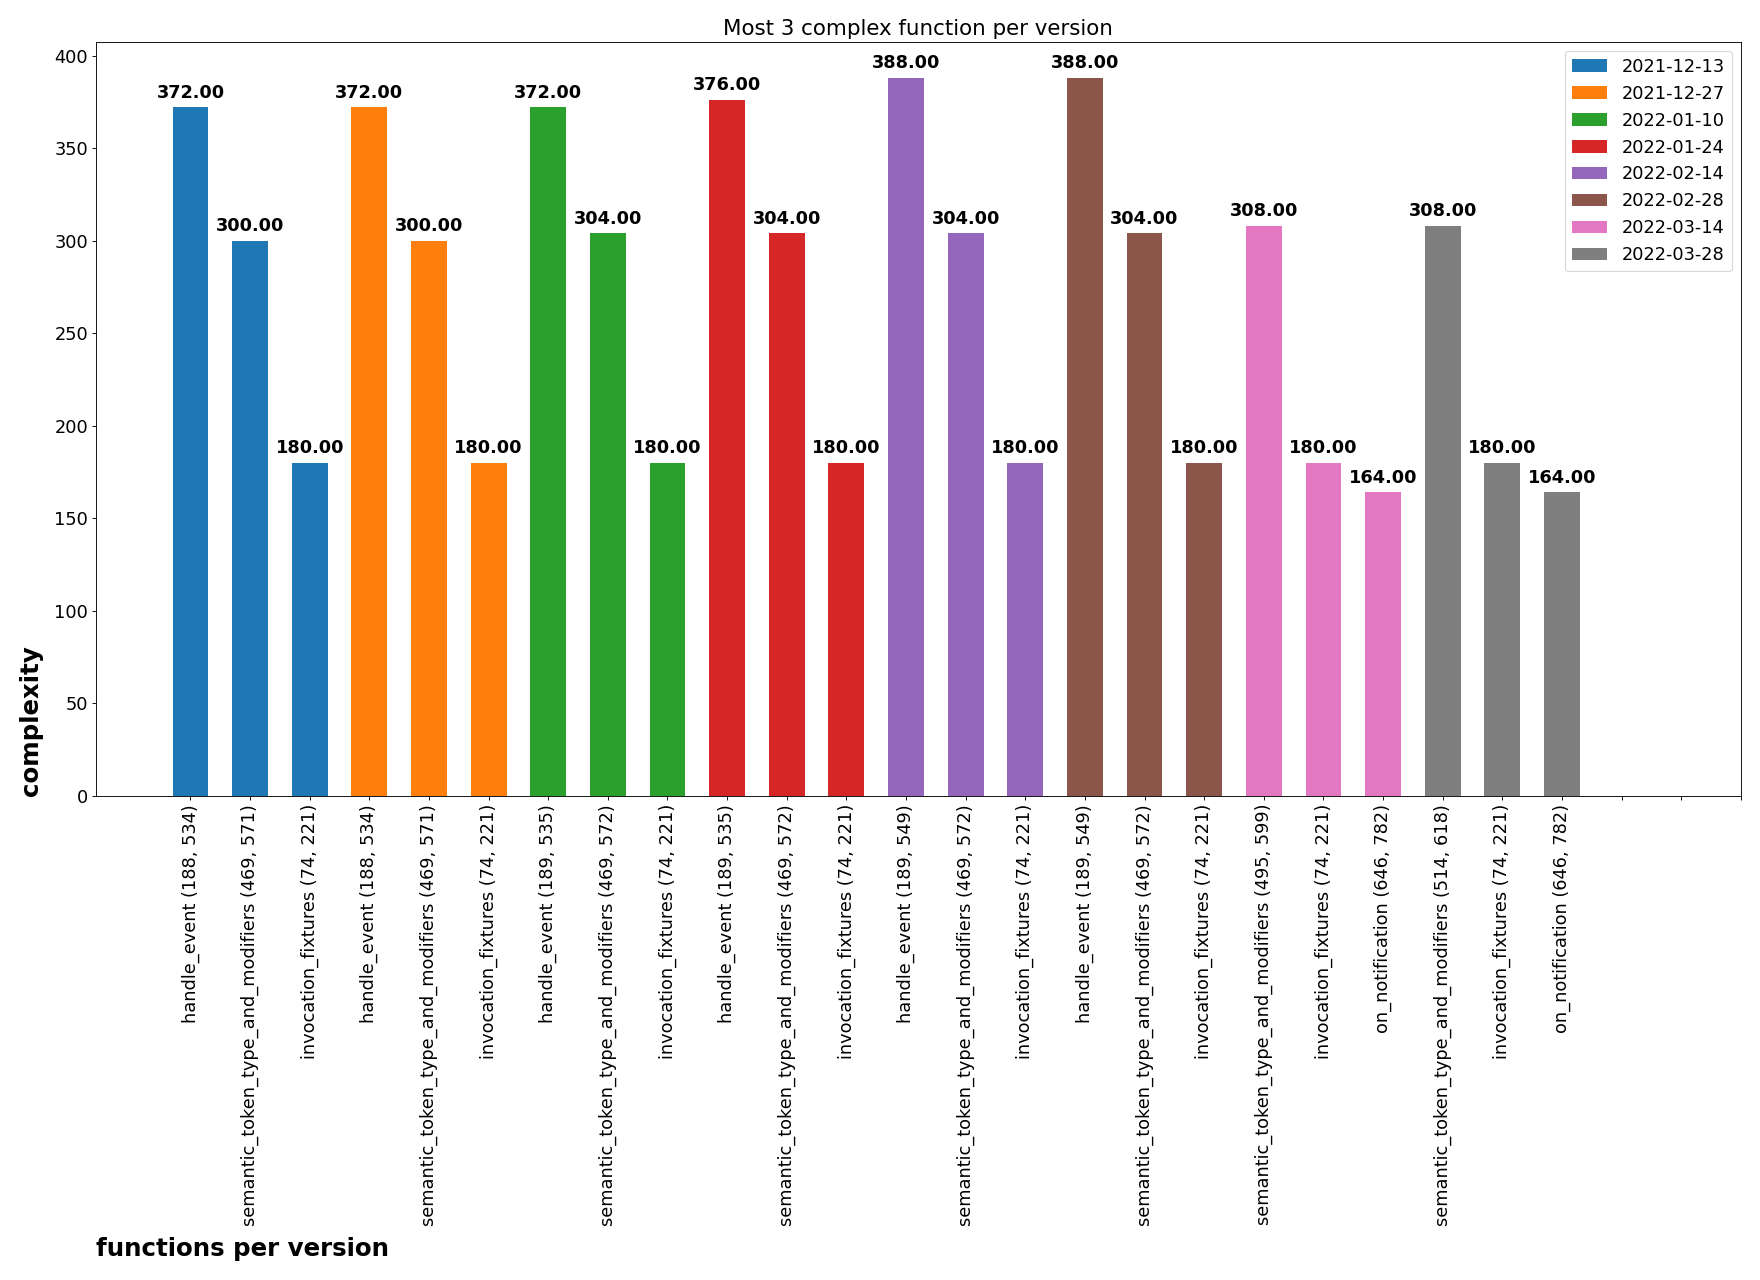 Most 3 complex function per version
400
350
300
250
200
150
100
50
0
complexity
372.00
300.00
180.00
372.00
300.00
180.00
372.00
304.00
180.00
376.00
304.00
180.00
388.00
304.00
180.00
388.00
304.00
180.00
308.00
180.00
164.00
308.00
180.00
164.00
2021-12-13
2021-12-27
2022-01-10
2022-01-24
2022-02-14
2022-02-28
2022-03-14
2022-03-28
handle_event (188, 534)
semantic_token_type_and_modifiers (469, 571)
invocation_fixtures (74, 221)
handle_event (188, 534)
semantic_token_type_and_modifiers (469, 571)
invocation_fixtures (74, 221)
handle_event (189, 535)
semantic_token_type_and_modifiers (469, 572)
invocation_fixtures (74, 221)
handle_event (189, 535)
semantic_token_type_and_modifiers (469, 572)
invocation_fixtures (74, 221)
handle_event (189, 549)
semantic_token_type_and_modifiers (469, 572)
invocation_fixtures (74, 221)
handle_event (189, 549)
semantic_token_type_and_modifiers (469, 572)
invocation_fixtures (74, 221)
semantic_token_type_and_modifiers (495, 599)
invocation_fixtures (74, 221)
on_notification (646, 782)
semantic_token_type_and_modifiers (514, 618)
invocation_fixtures (74, 221)
on_notification (646, 782)
functions per version